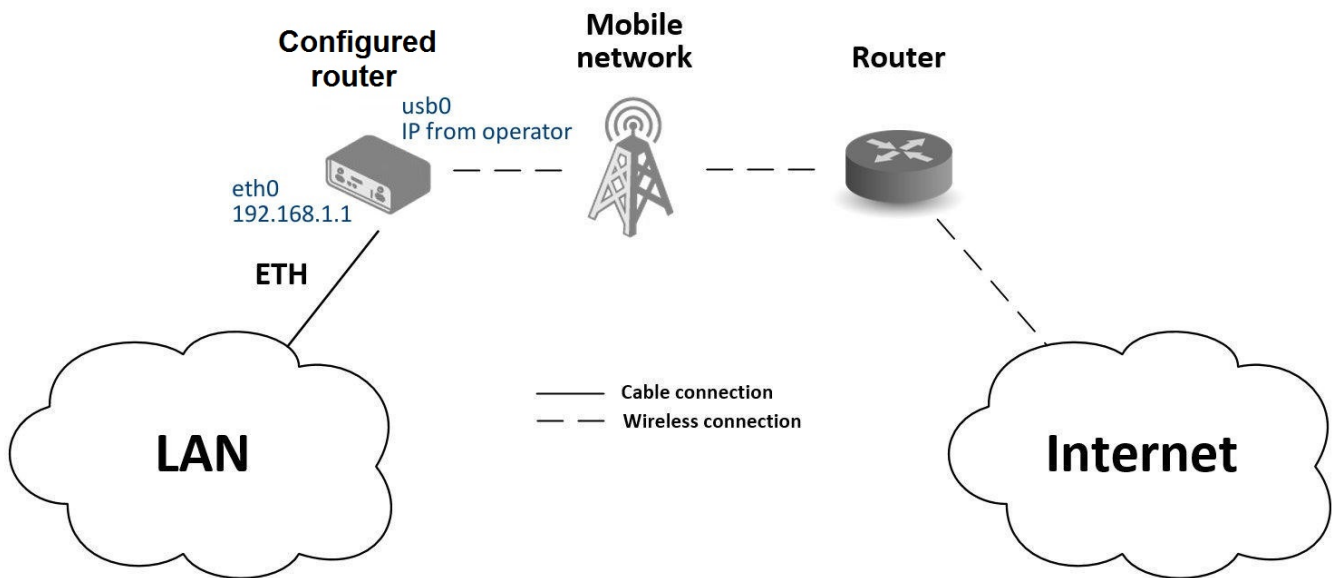 Configured
router
Mobile
network
Router
usb0
IP from operator
eth0
192.168.1.1
ETH
Cable connection
Wireless connection
LAN
Internet